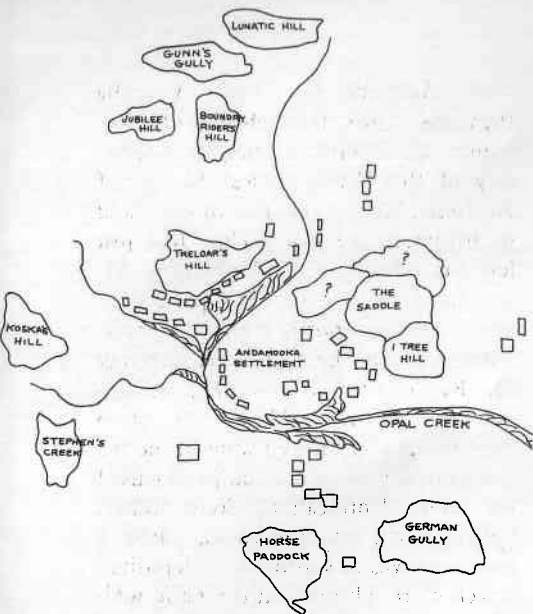 LUNATIC HILL
GUNN'S
GULLY
JUBILEE
HILL
BOUNDRY
RIDERS
HILL
TRELOAR'S
HILL
?
?
THE
SADDLE
KOSKA'S
HILL
ANDAMOOKA
SETTLEMENT
1 TREE
HILL
OPAL CREEK
STEPHEN'S
CREEK
GERMAN
GULLY
HORSE
PADDOCK